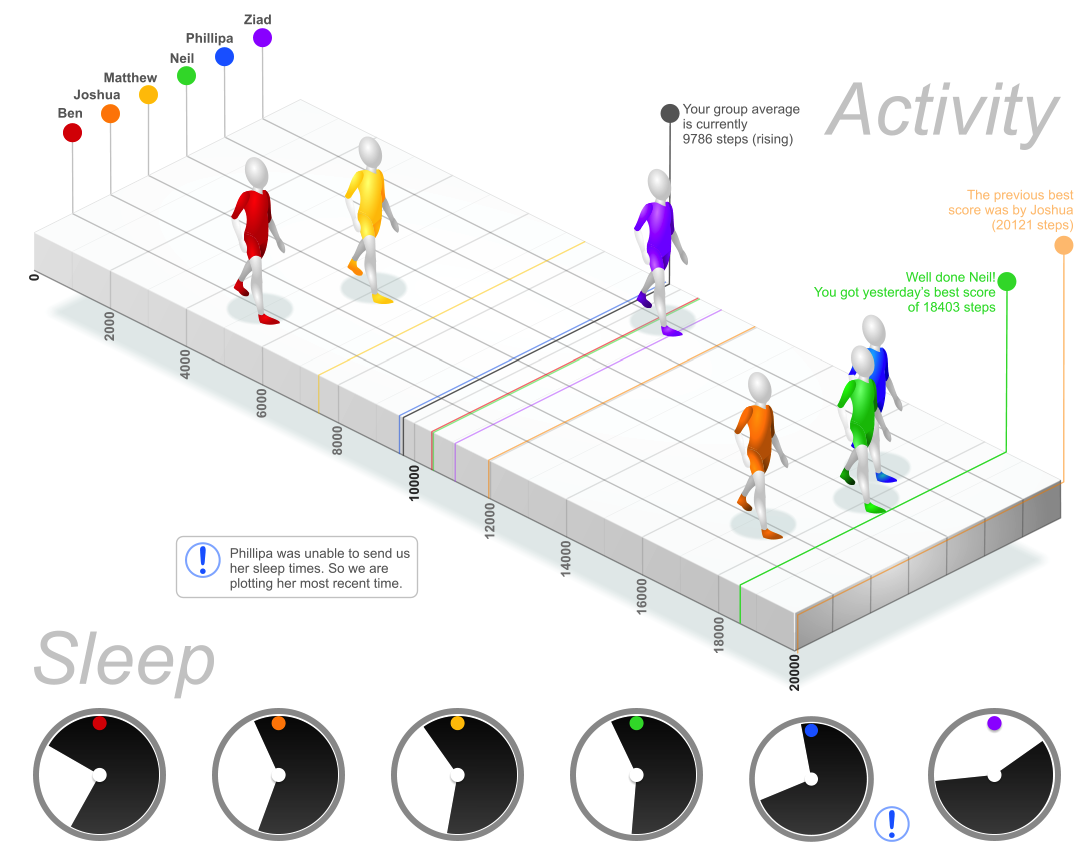 Ziad
Phillipa
Neil
Matthew
Joshua
Ben
Activity
Your group average
is currently
9786 steps (rising)
The previous best
score was by Joshua
(20121 steps)
Well done Neil!
You got yesterday's best score
of 18403 steps
0
2000
4000
6000
8000
10000
12000
14000
16000
18000
20000
!
Phillipa was unable to send us
her sleep times. So we are
plotting her most recent time.
Sleep
!